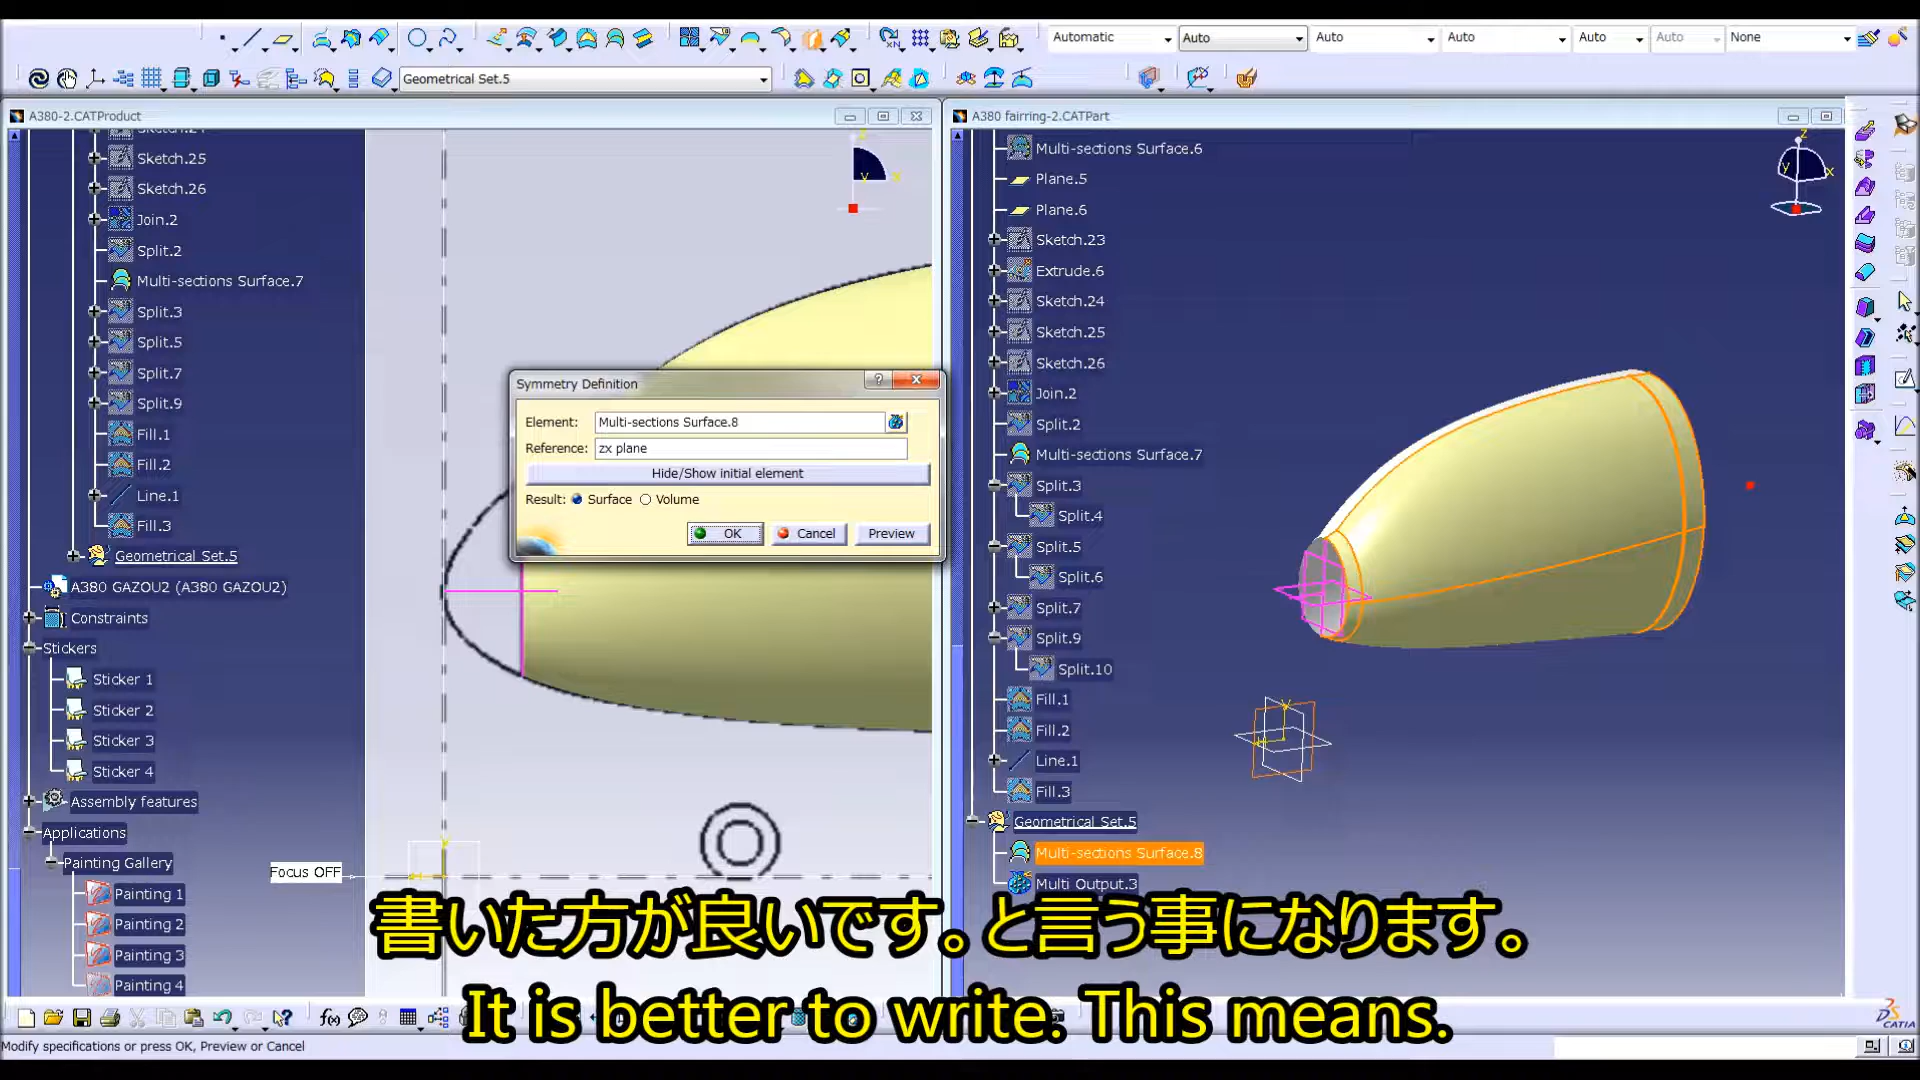 Automatic
Auto
Auto
Auto
Auto
Auto
None
Geometrical Set.5
A380-2.CATProduct
Sketch.25
Sketch.26
Join.2
Split.2
Multi-sections Surface.7
Split.3
Split.5
Split.7
Split.9
Fill.1
Fill.2
Line.1
Fill.3
Geometrical Set.5
A380 GAZOU2 (A380 GAZOU2)
Constraints
Stickers
Sticker 1
Sticker 2
Sticker 3
Sticker 4
Assembly features
Applications
Painting Gallery
Painting 1
Painting 2
Painting 3
Painting 4
Focus OFF
Symmetry Definition
Element: Multi-sections Surface.8
Reference: zx plane
Hide/Show initial element
Result: Surface Volume
OK Cancel Preview
A380 fairring-2.CATPart
Multi-sections Surface.6
Plane.5
Plane.6
Sketch.23
Extrude.6
Sketch.24
Sketch.25
Sketch.26
Join.2
Split.2
Multi-sections Surface.7
Split.3
Split.4
Split.5
Split.6
Split.7
Split.9
Split.10
Fill.1
Fill.2
Line.1
Fill.3
Geometrical Set.5
Multi-sections Surface.8
Multi Output.3
z
y
x
書いた方が良いです。と言う事になります。
It is better to write. This means.
CATIA
Modify specifications or press OK, Preview or Cancel